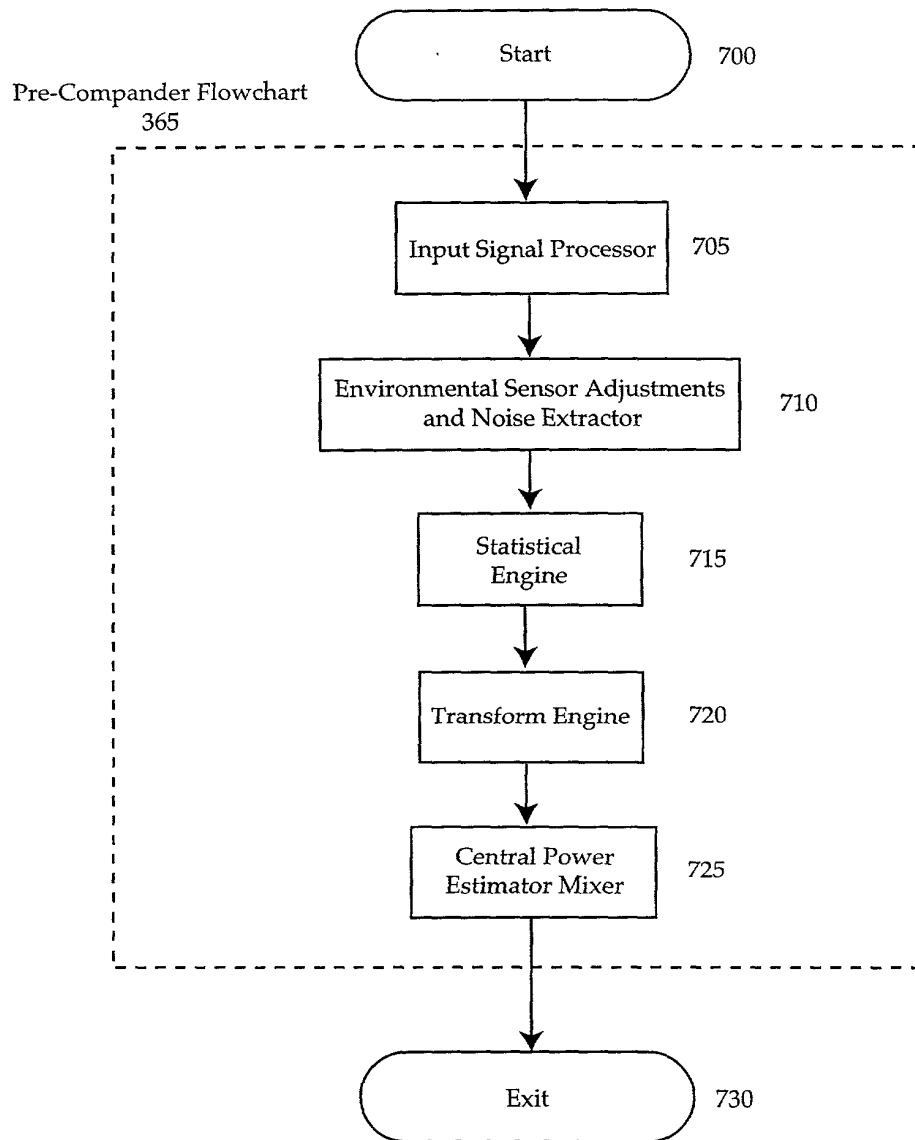 Start
700
Pre-Compander Flowchart
365
Input Signal Processor
705
Environmental Sensor Adjustments
and Noise Extractor
710
Statistical
Engine
715
Transform Engine
720
Central Power
Estimator Mixer
725
Exit
730